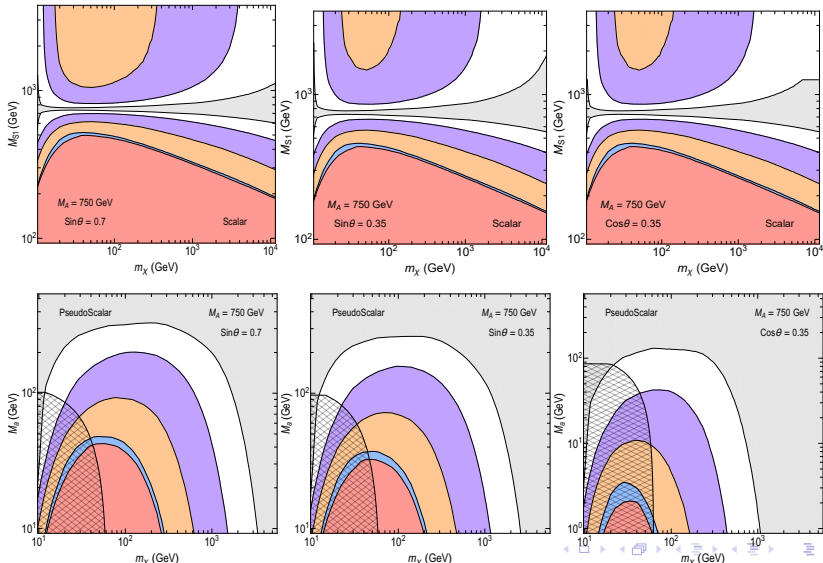 10³
10²
M_S1 (GeV)
M_A = 750 GeV
Sinθ = 0.7
Scalar
10² 10³ 10⁴
m_χ (GeV)
10³
10²
M_S1 (GeV)
M_A = 750 GeV
Sinθ = 0.35
Scalar
10² 10³ 10⁴
m_χ (GeV)
10³
10²
M_S1 (GeV)
M_A = 750 GeV
Cosθ = 0.35
Scalar
10² 10³ 10⁴
m_χ (GeV)
PseudoScalar
M_A = 750 GeV
Sinθ = 0.7
10²
10¹
M_a (GeV)
10¹ 10² 10³
m_χ (GeV)
PseudoScalar
M_A = 750 GeV
Sinθ = 0.35
10²
10¹
M_a (GeV)
10¹ 10² 10³
m_χ (GeV)
PseudoScalar
M_A = 750 GeV
Cosθ = 0.35
10²
10¹
10⁰
M_a (GeV)
10¹ 10² 10³
m_χ (GeV)